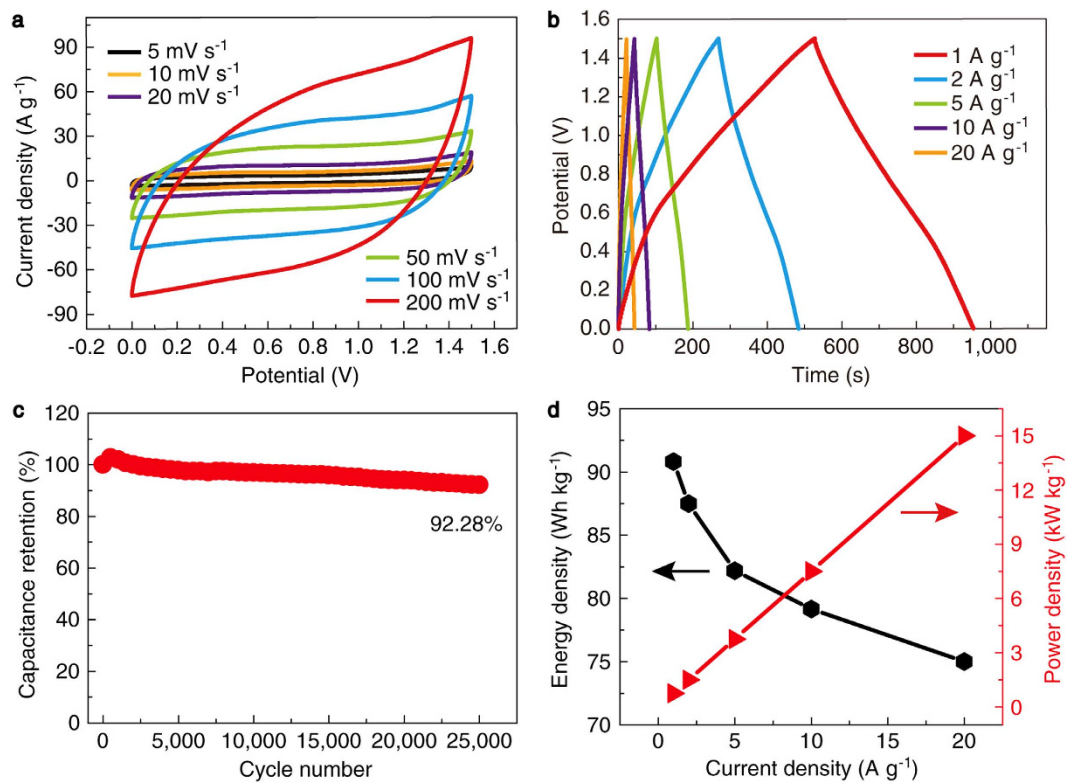 a
90
60
30
0
-30
-60
-90
Current density (A g⁻¹)
5 mV s⁻¹
10 mV s⁻¹
20 mV s⁻¹
50 mV s⁻¹
100 mV s⁻¹
200 mV s⁻¹
-0.2 0.0 0.2 0.4 0.6 0.8 1.0 1.2 1.4 1.6
Potential (V)
b
1.6
1.4
1.2
1.0
0.8
0.6
0.4
0.2
0.0
Potential (V)
1 A g⁻¹
2 A g⁻¹
5 A g⁻¹
10 A g⁻¹
20 A g⁻¹
0 200 400 600 800 1,000
Time (s)
c
120
100
80
60
40
20
0
Capacitance retention (%)
92.28%
0 5,000 10,000 15,000 20,000 25,000
Cycle number
d
95
90
85
80
75
70
Energy density (Wh kg⁻¹)
15
12
9
6
3
0
Power density (kW kg⁻¹)
0 5 10 15 20
Current density (A g⁻¹)